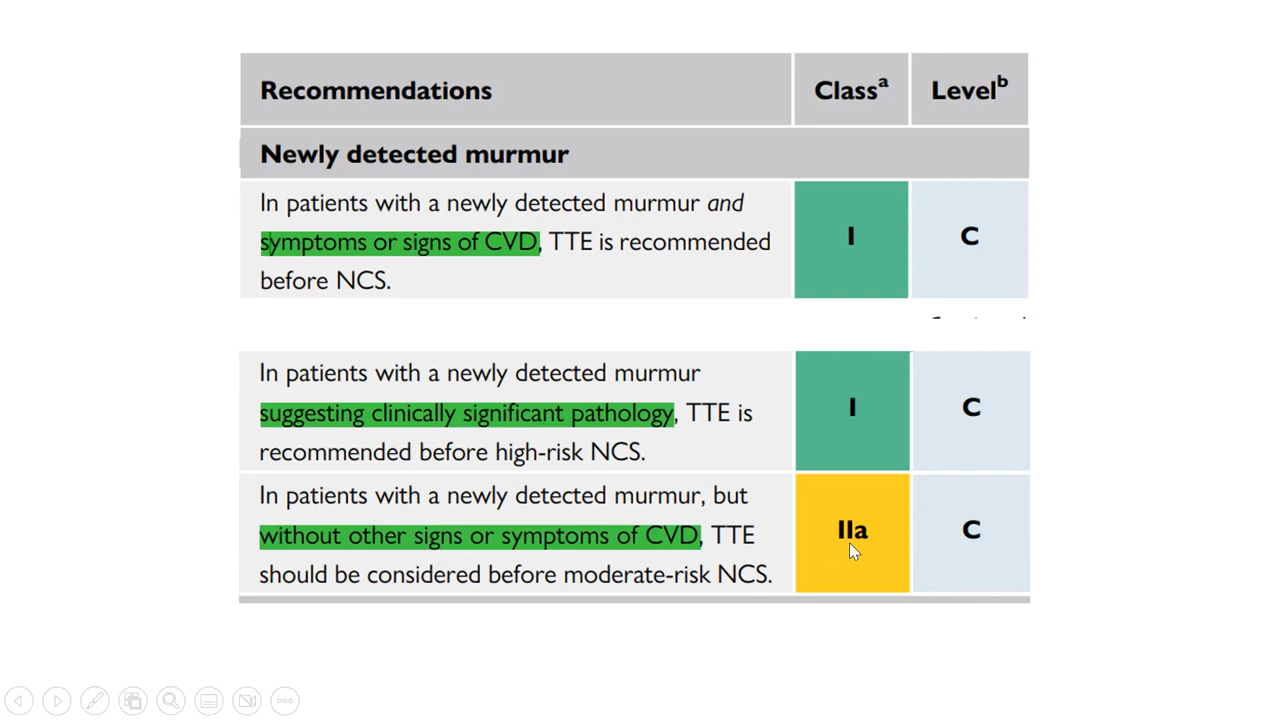 Recommendations Classa Levelb
Newly detected murmur
In patients with a newly detected murmur and
symptoms or signs of CVD, TTE is recommended
before NCS.
I C
In patients with a newly detected murmur
suggesting clinically significant pathology, TTE is
recommended before high-risk NCS.
I C
In patients with a newly detected murmur, but
without other signs or symptoms of CVD, TTE
should be considered before moderate-risk NCS.
IIa C